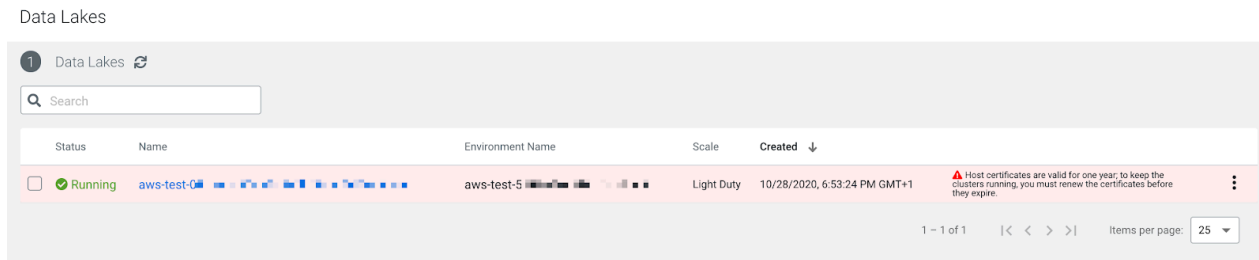 Data Lakes
1 Data Lakes
Search
Status Name Environment Name Scale Created
Running aws-test-0 aws-test-5 Light Duty 10/28/2020, 6:53:24 PM GMT+1 Host certificates are valid for one year; to keep the
clusters running, you must renew the certificates before
they expire.
1 – 1 of 1 Items per page: 25